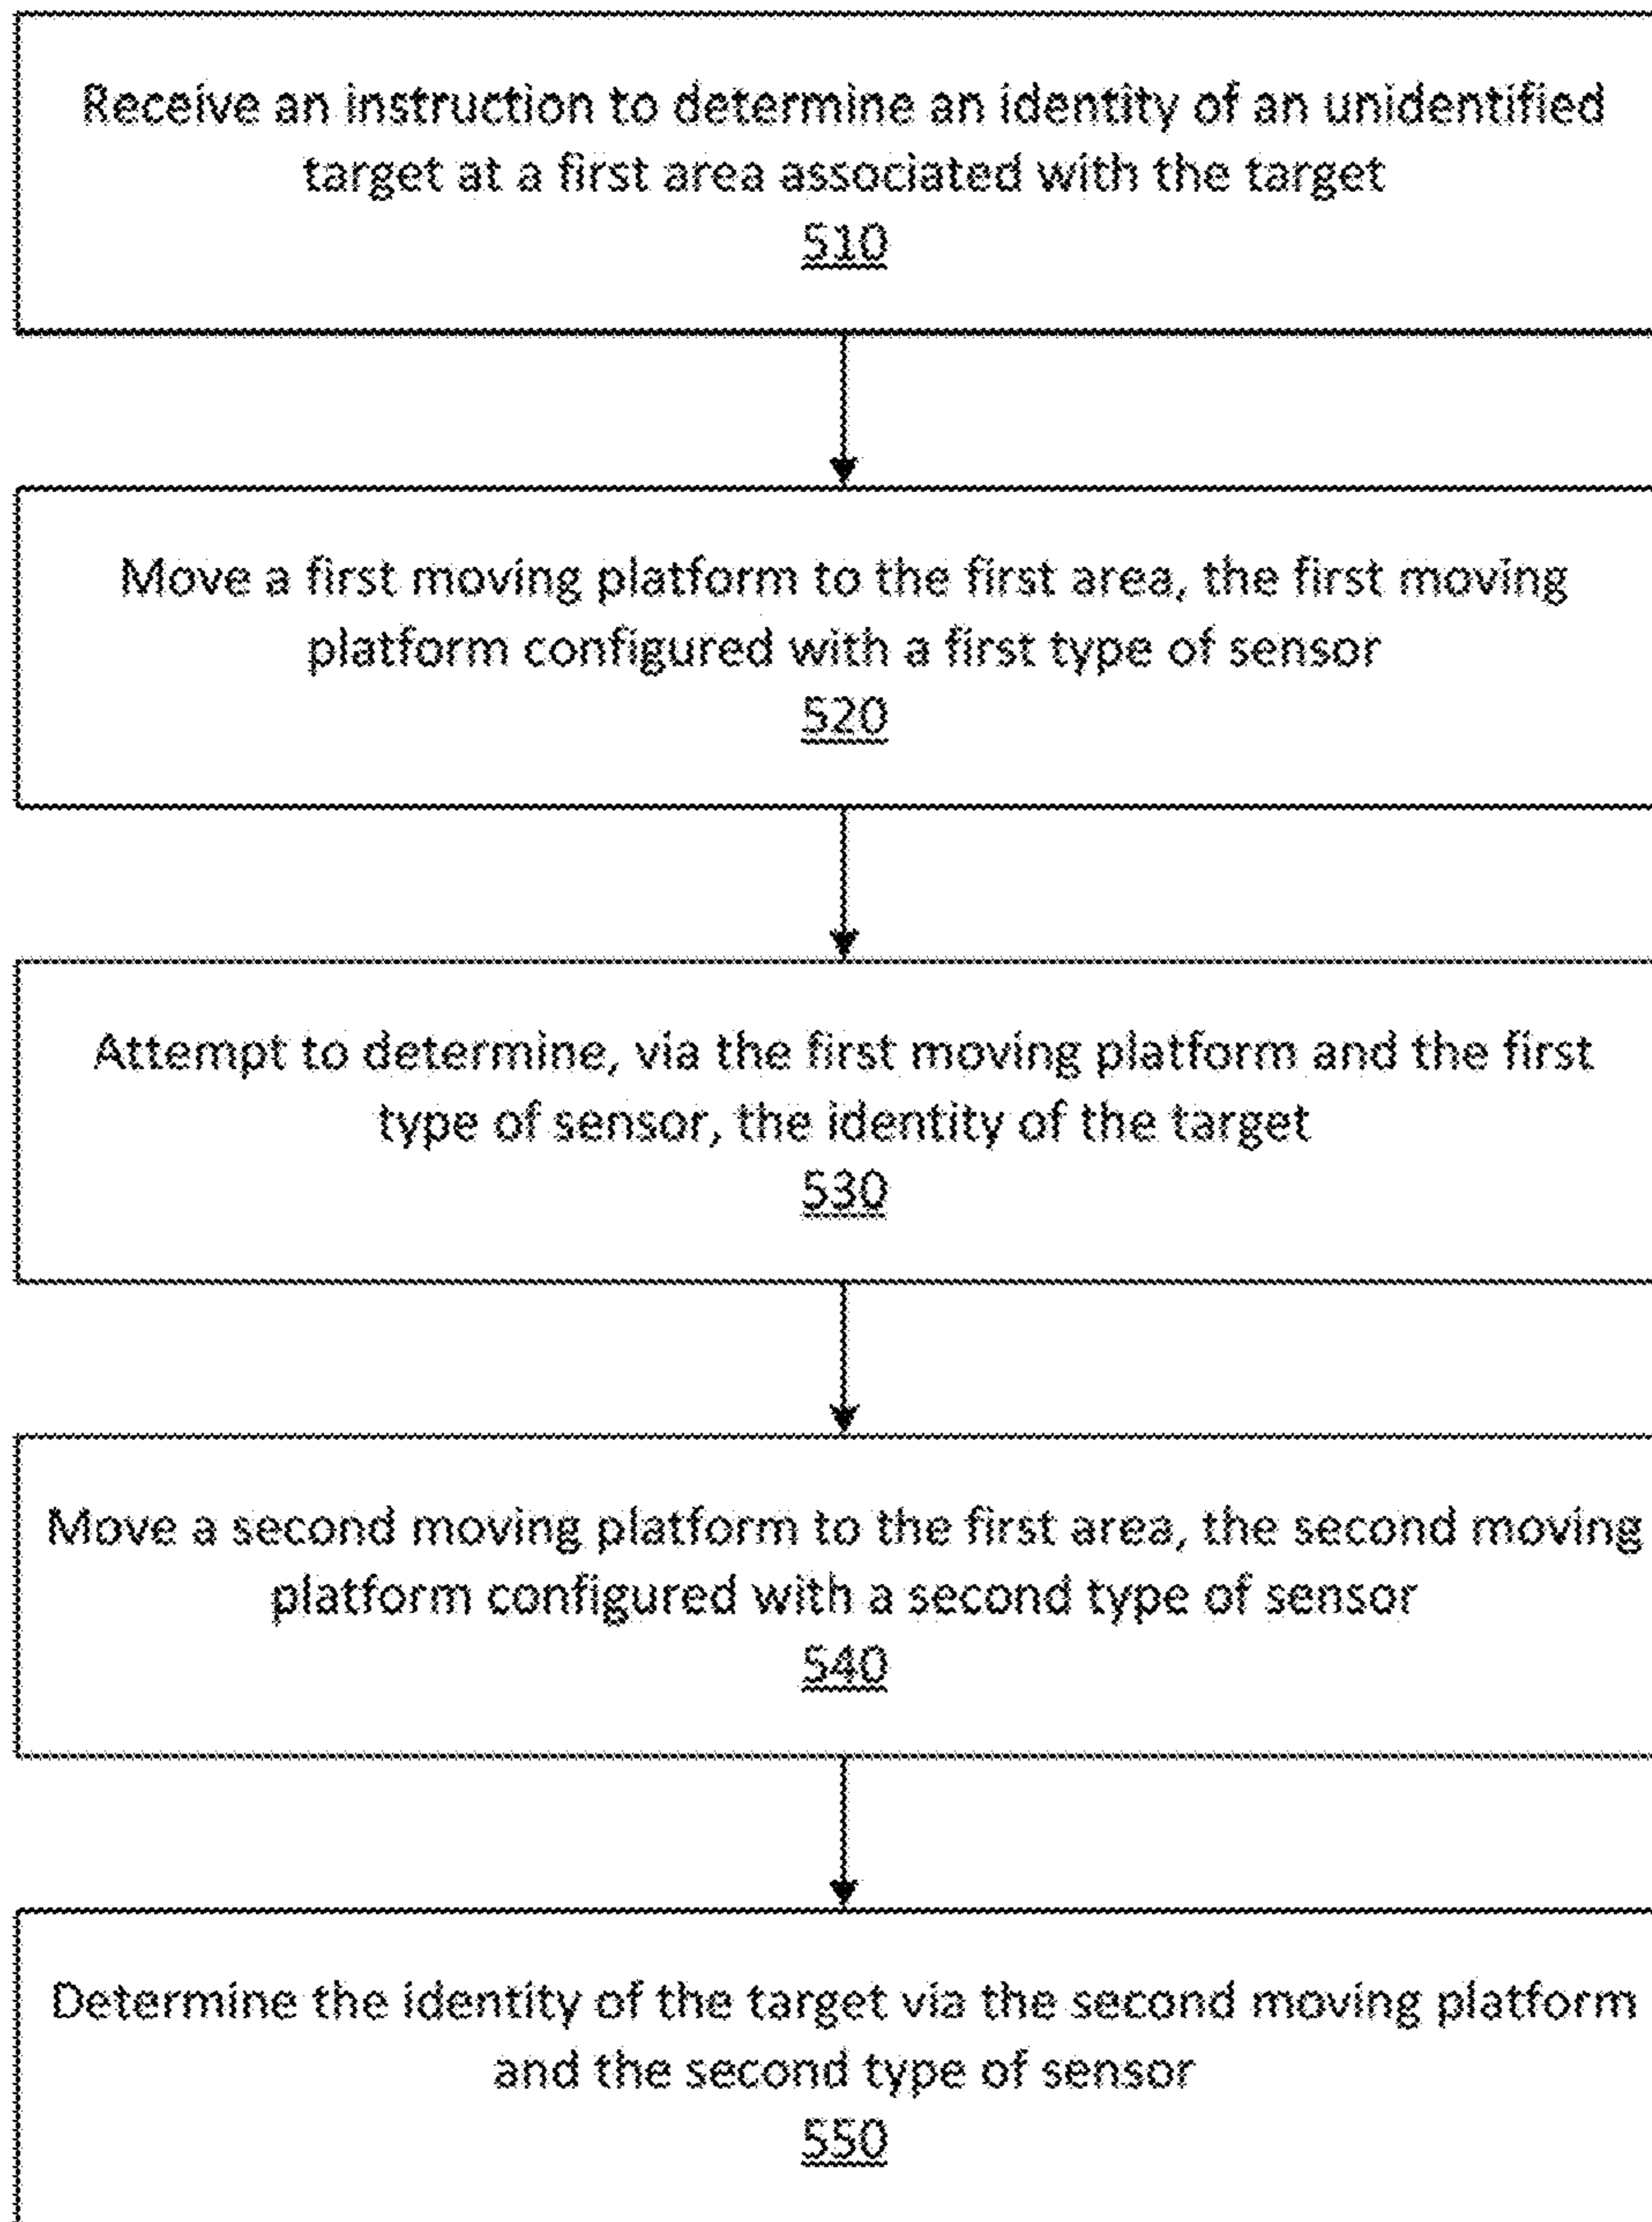 Receive an instruction to determine an identity of an unidentified
target at a first area associated with the target
510
Move a first moving platform to the first area, the first moving
platform configured with a first type of sensor
520
Attempt to determine, via the first moving platform and the first
type of sensor, the identity of the target
530
Move a second moving platform to the first area, the second moving
platform configured with a second type of sensor
540
Determine the identity of the target via the second moving platform
and the second type of sensor
550